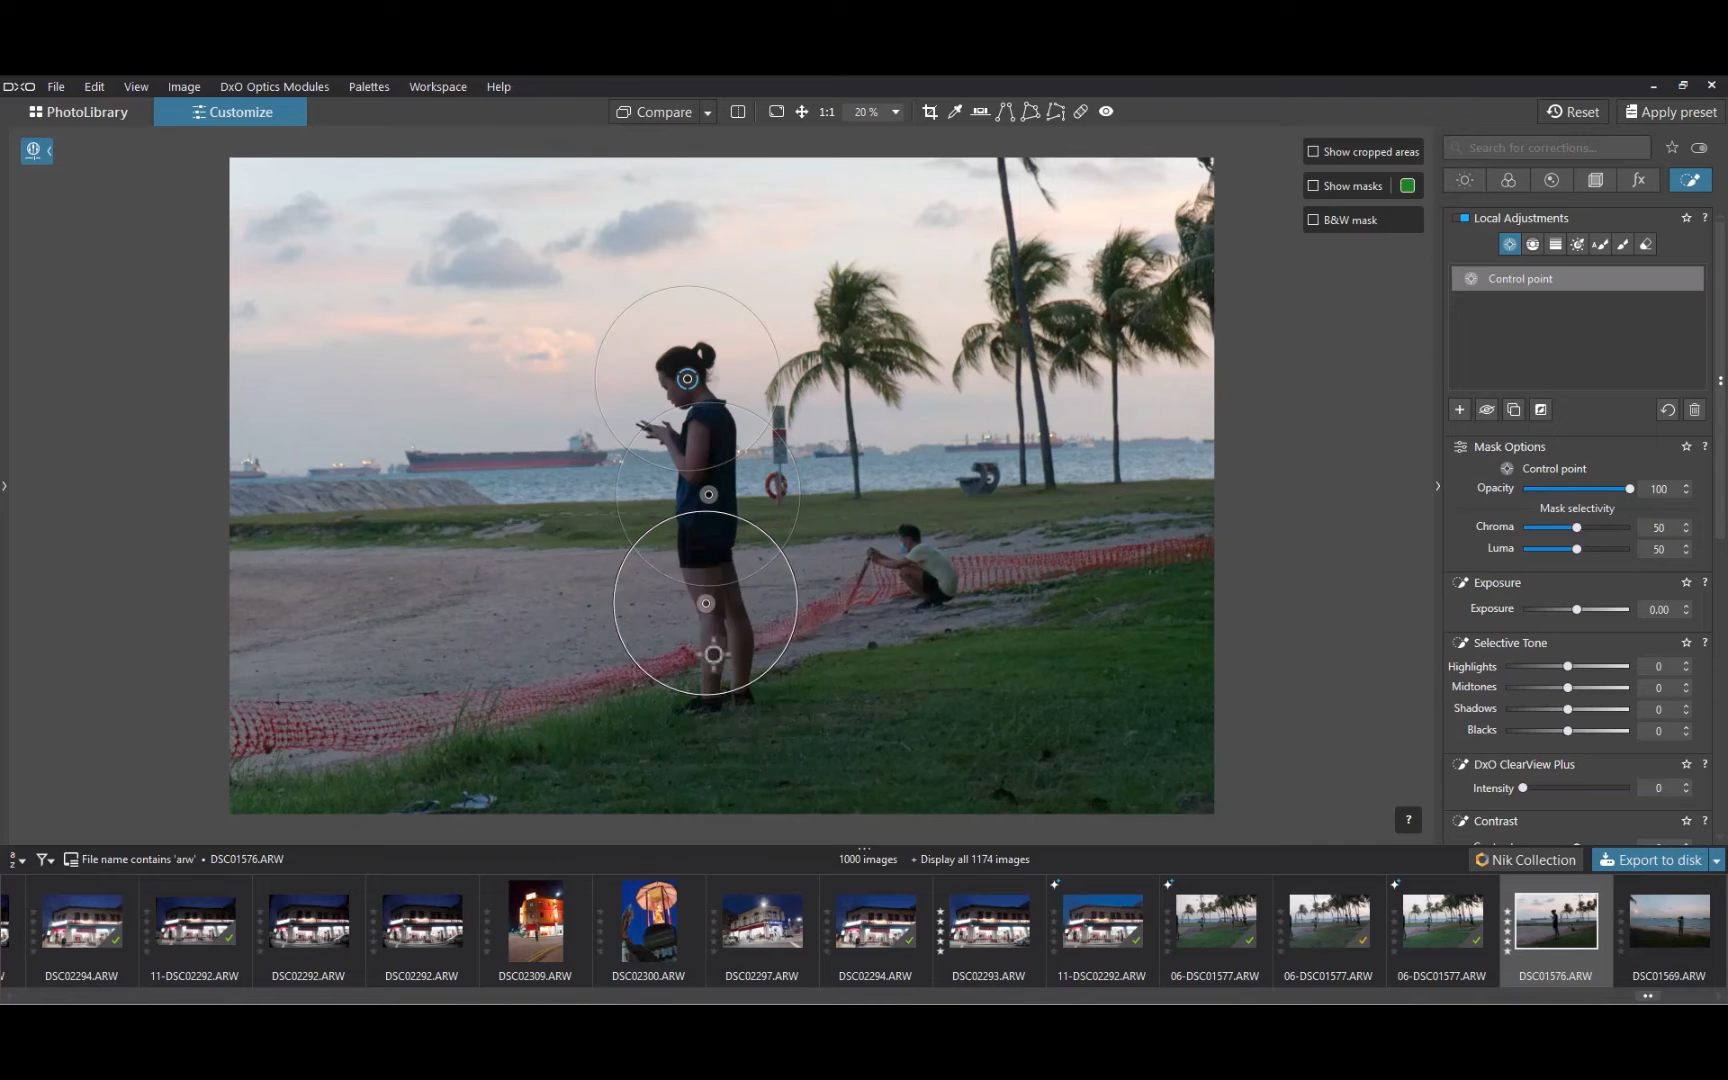 DXO File Edit View Image DxO Optics Modules Palettes Workspace Help
PhotoLibrary Customize Compare 1:1 20 % Reset Apply preset
Show cropped areas
Show masks
B&W mask
Search for corrections...
fx
Local Adjustments ?
A
Control point
Mask Options ?
Control point
Opacity 100
Mask selectivity
Chroma 50
Luma 50
Exposure ?
Exposure 0.00
Selective Tone ?
Highlights 0
Midtones 0
Shadows 0
Blacks 0
DxO ClearView Plus ?
Intensity 0
Contrast ?
?
a
z
File name contains 'arw' • DSC01576.ARW 1000 images + Display all 1174 images Nik Collection Export to disk
DSC02294.ARW 11-DSC02292.ARW DSC02292.ARW DSC02292.ARW DSC02309.ARW DSC02300.ARW DSC02297.ARW DSC02294.ARW DSC02293.ARW 11-DSC02292.ARW 06-DSC01577.ARW 06-DSC01577.ARW 06-DSC01577.ARW DSC01576.ARW DSC01569.ARW